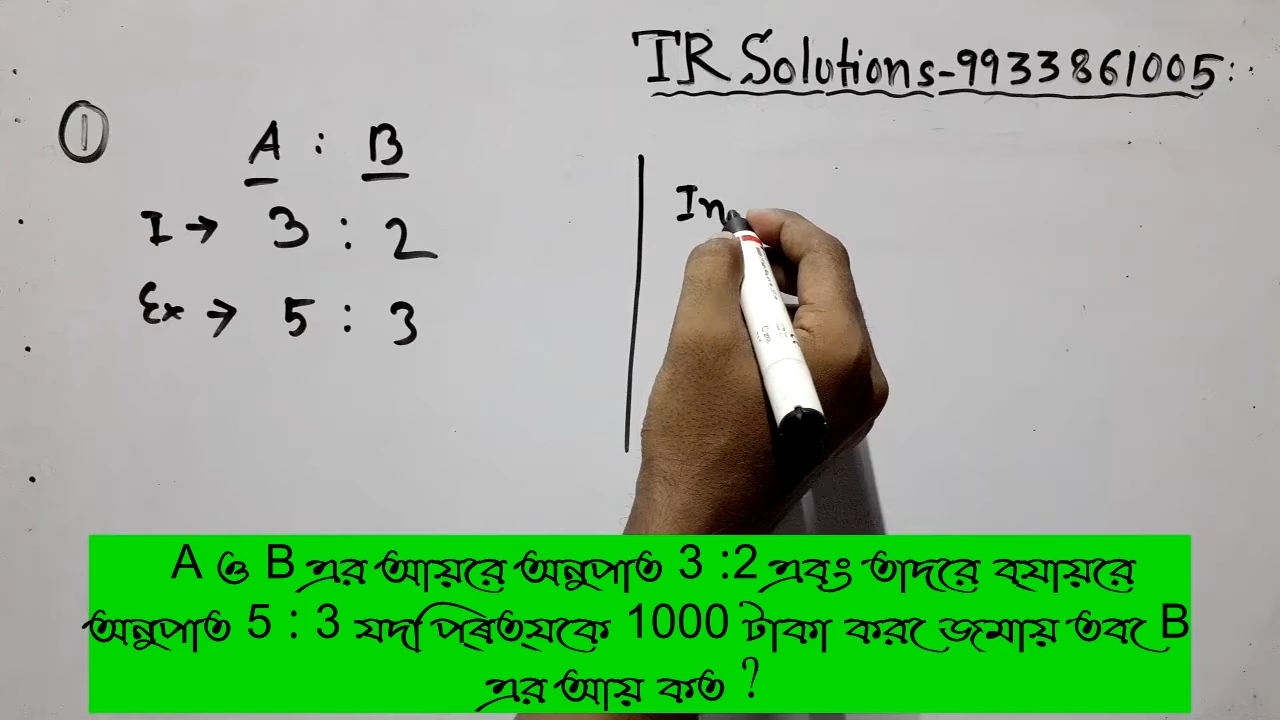 TR Solutions-9933861005:
①
A : B
I → 3 : 2
Ex → 5 : 3
In
A ও B এর আয়রে অনুপাত 3 :2 এবং তাদরে ব্যায়রে
অনুপাত 5 : 3 যদি প্রত্যকে 1000 টাকা করে জমায় তবে B
এর আয় কত ?